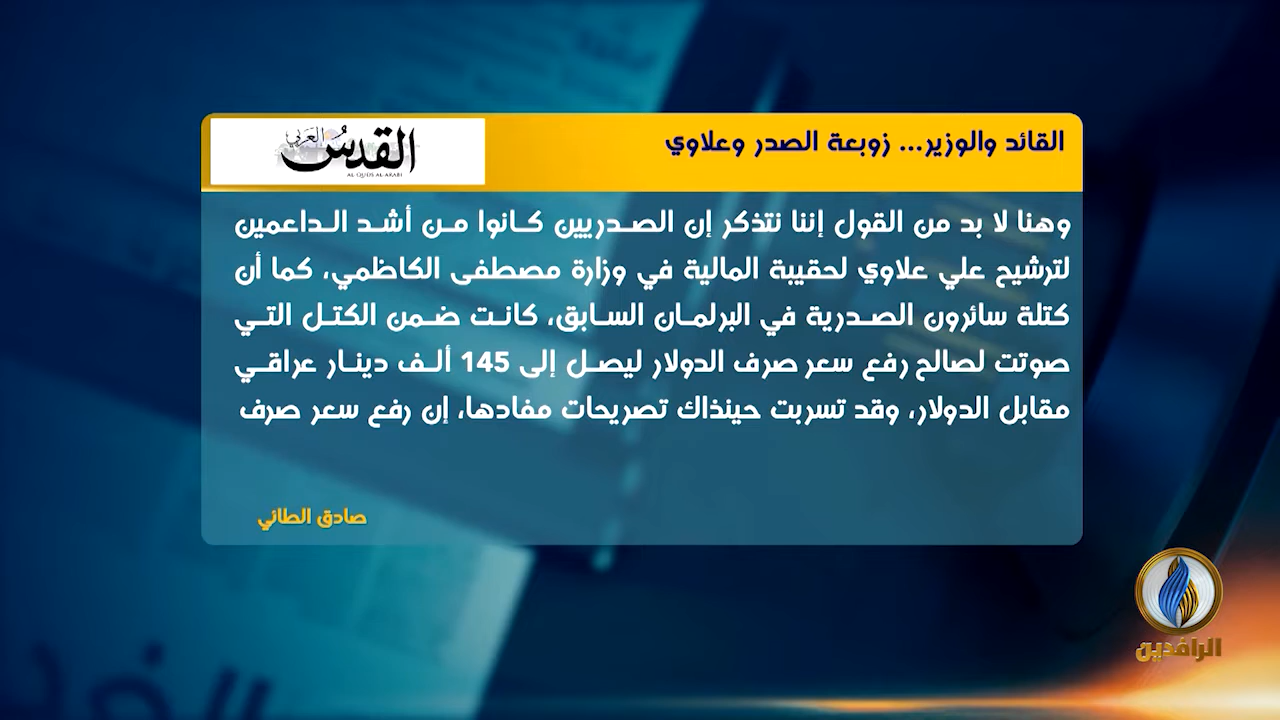 القائد والوزير... زوبعة الصدر وعلاوي
القدس العربي
AL-QUDS AL-ARABI
وهنا لا بد من القول إننا نتذكر إن الصدريين كانوا من أشد الداعمين
لترشيح علي علاوي لحقيبة المالية في وزارة مصطفى الكاظمي، كما أن
كتلة سائرون الصدرية في البرلمان السابق، كانت ضمن الكتل التي
صوتت لصالح رفع سعر صرف الدولار ليصل إلى 145 ألف دينار عراقي
مقابل الدولار، وقد تسربت حينذاك تصريحات مفادها، إن رفع سعر صرف
صادق الطائي
الرافدين